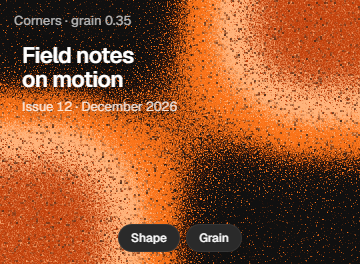 Corners · grain 0.35
Field notes
on motion
Issue 12 · December 2026
Shape
Grain